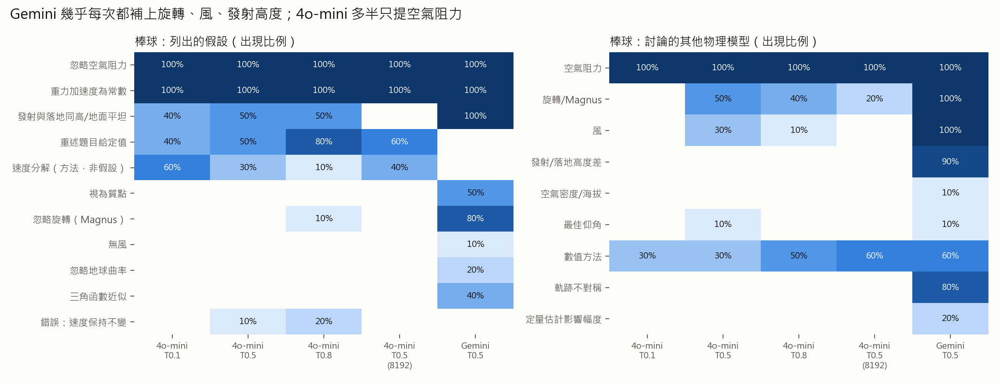 Gemini 幾乎每次都補上旋轉、風、發射高度；4o-mini 多半只提空氣阻力
棒球：列出的假設（出現比例）
忽略空氣阻力 100% 100% 100% 100% 100%
重力加速度為常數 100% 100% 100% 100% 100%
發射與落地同高/地面平坦 40% 50% 50% 100%
重述題目給定值 40% 50% 80% 60%
速度分解（方法，非假設） 60% 30% 10% 40%
視為質點 50%
忽略旋轉（Magnus） 10% 80%
無風 10%
忽略地球曲率 20%
三角函數近似 40%
錯誤：速度保持不變 10% 20%
4o-mini 4o-mini 4o-mini 4o-mini Gemini
T0.1 T0.5 T0.8 T0.5 T0.5
(8192)
棒球：討論的其他物理模型（出現比例）
空氣阻力 100% 100% 100% 100% 100%
旋轉/Magnus 50% 40% 20% 100%
風 30% 10% 100%
發射/落地高度差 90%
空氣密度/海拔 10%
最佳仰角 10% 10%
數值方法 30% 30% 50% 60% 60%
軌跡不對稱 80%
定量估計影響幅度 20%
4o-mini 4o-mini 4o-mini 4o-mini Gemini
T0.1 T0.5 T0.8 T0.5 T0.5
(8192)